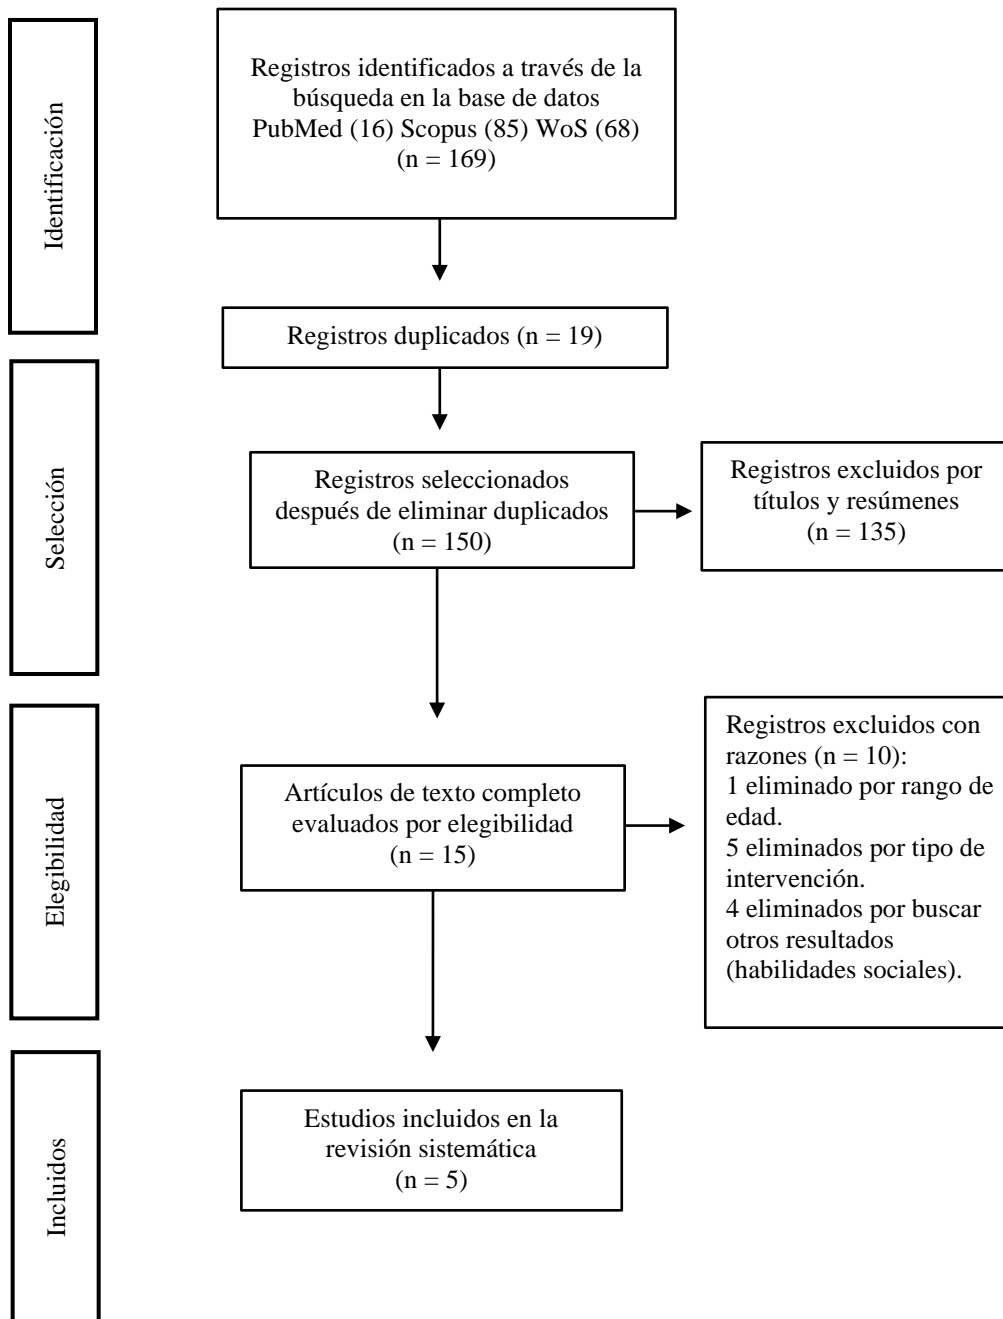 Identificación
Registros identificados a través de la
búsqueda en la base de datos
PubMed (16) Scopus (85) WoS (68)
(n = 169)
Registros duplicados (n = 19)
Selección
Registros seleccionados
después de eliminar duplicados
(n = 150)
Registros excluidos por
títulos y resúmenes
(n = 135)
Elegibilidad
Artículos de texto completo
evaluados por elegibilidad
(n = 15)
Registros excluidos con
razones (n = 10):
1 eliminado por rango de
edad.
5 eliminados por tipo de
intervención.
4 eliminados por buscar
otros resultados
(habilidades sociales).
Incluidos
Estudios incluidos en la
revisión sistemática
(n = 5)